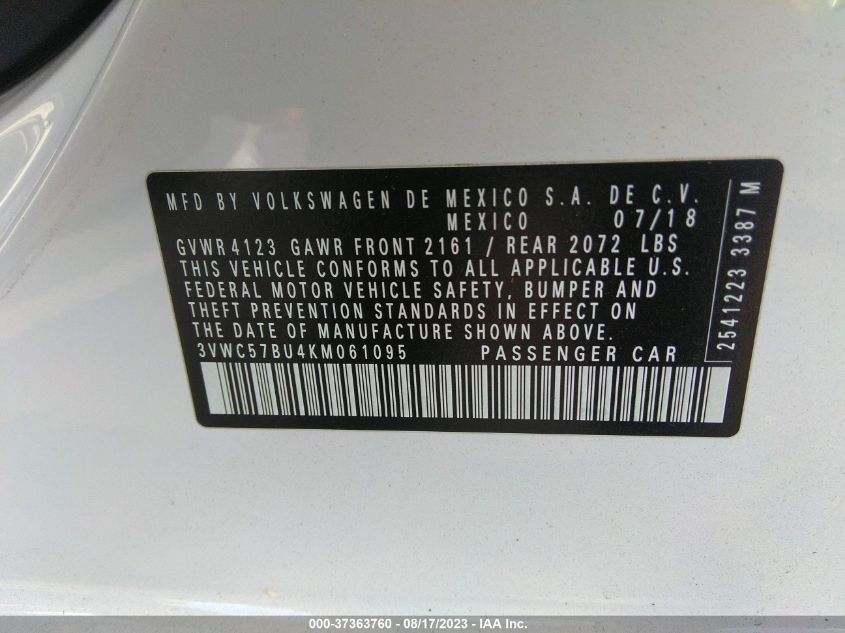 MFD BY VOLKSWAGEN DE MEXICO S.A. DE C.V.
MEXICO 07/18
GVWR 4123 GAWR FRONT 2161 / REAR 2072 LBS
THIS VEHICLE CONFORMS TO ALL APPLICABLE U.S.
FEDERAL MOTOR VEHICLE SAFETY, BUMPER AND
THEFT PREVENTION STANDARDS IN EFFECT ON
THE DATE OF MANUFACTURE SHOWN ABOVE.
3VWC57BU4KM061095 PASSENGER CAR
2541223 3387 M
000-37363760 - 08/17/2023 - IAA Inc.